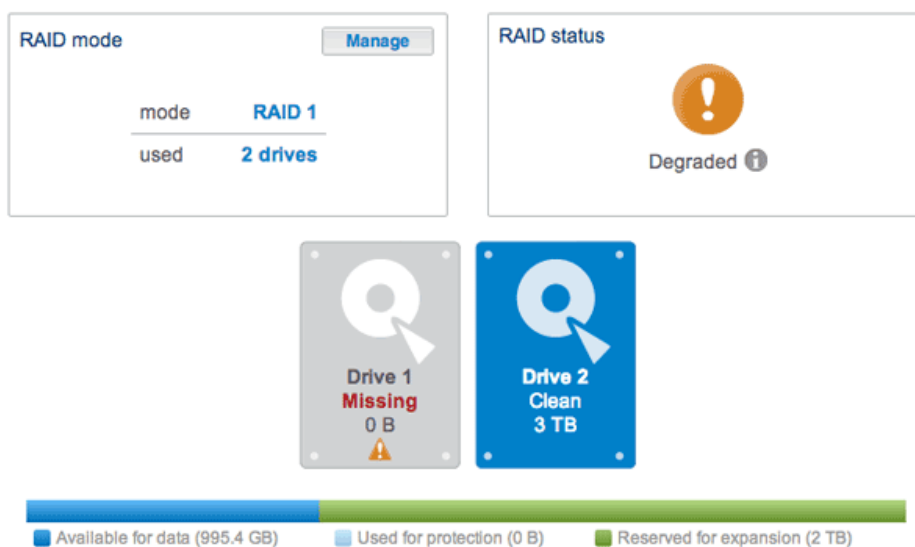 RAID mode
Manage
mode RAID 1
used 2 drives
RAID status
Degraded
Drive 1
Missing
0 B
Drive 2
Clean
3 TB
Available for data (995.4 GB) Used for protection (0 B) Reserved for expansion (2 TB)